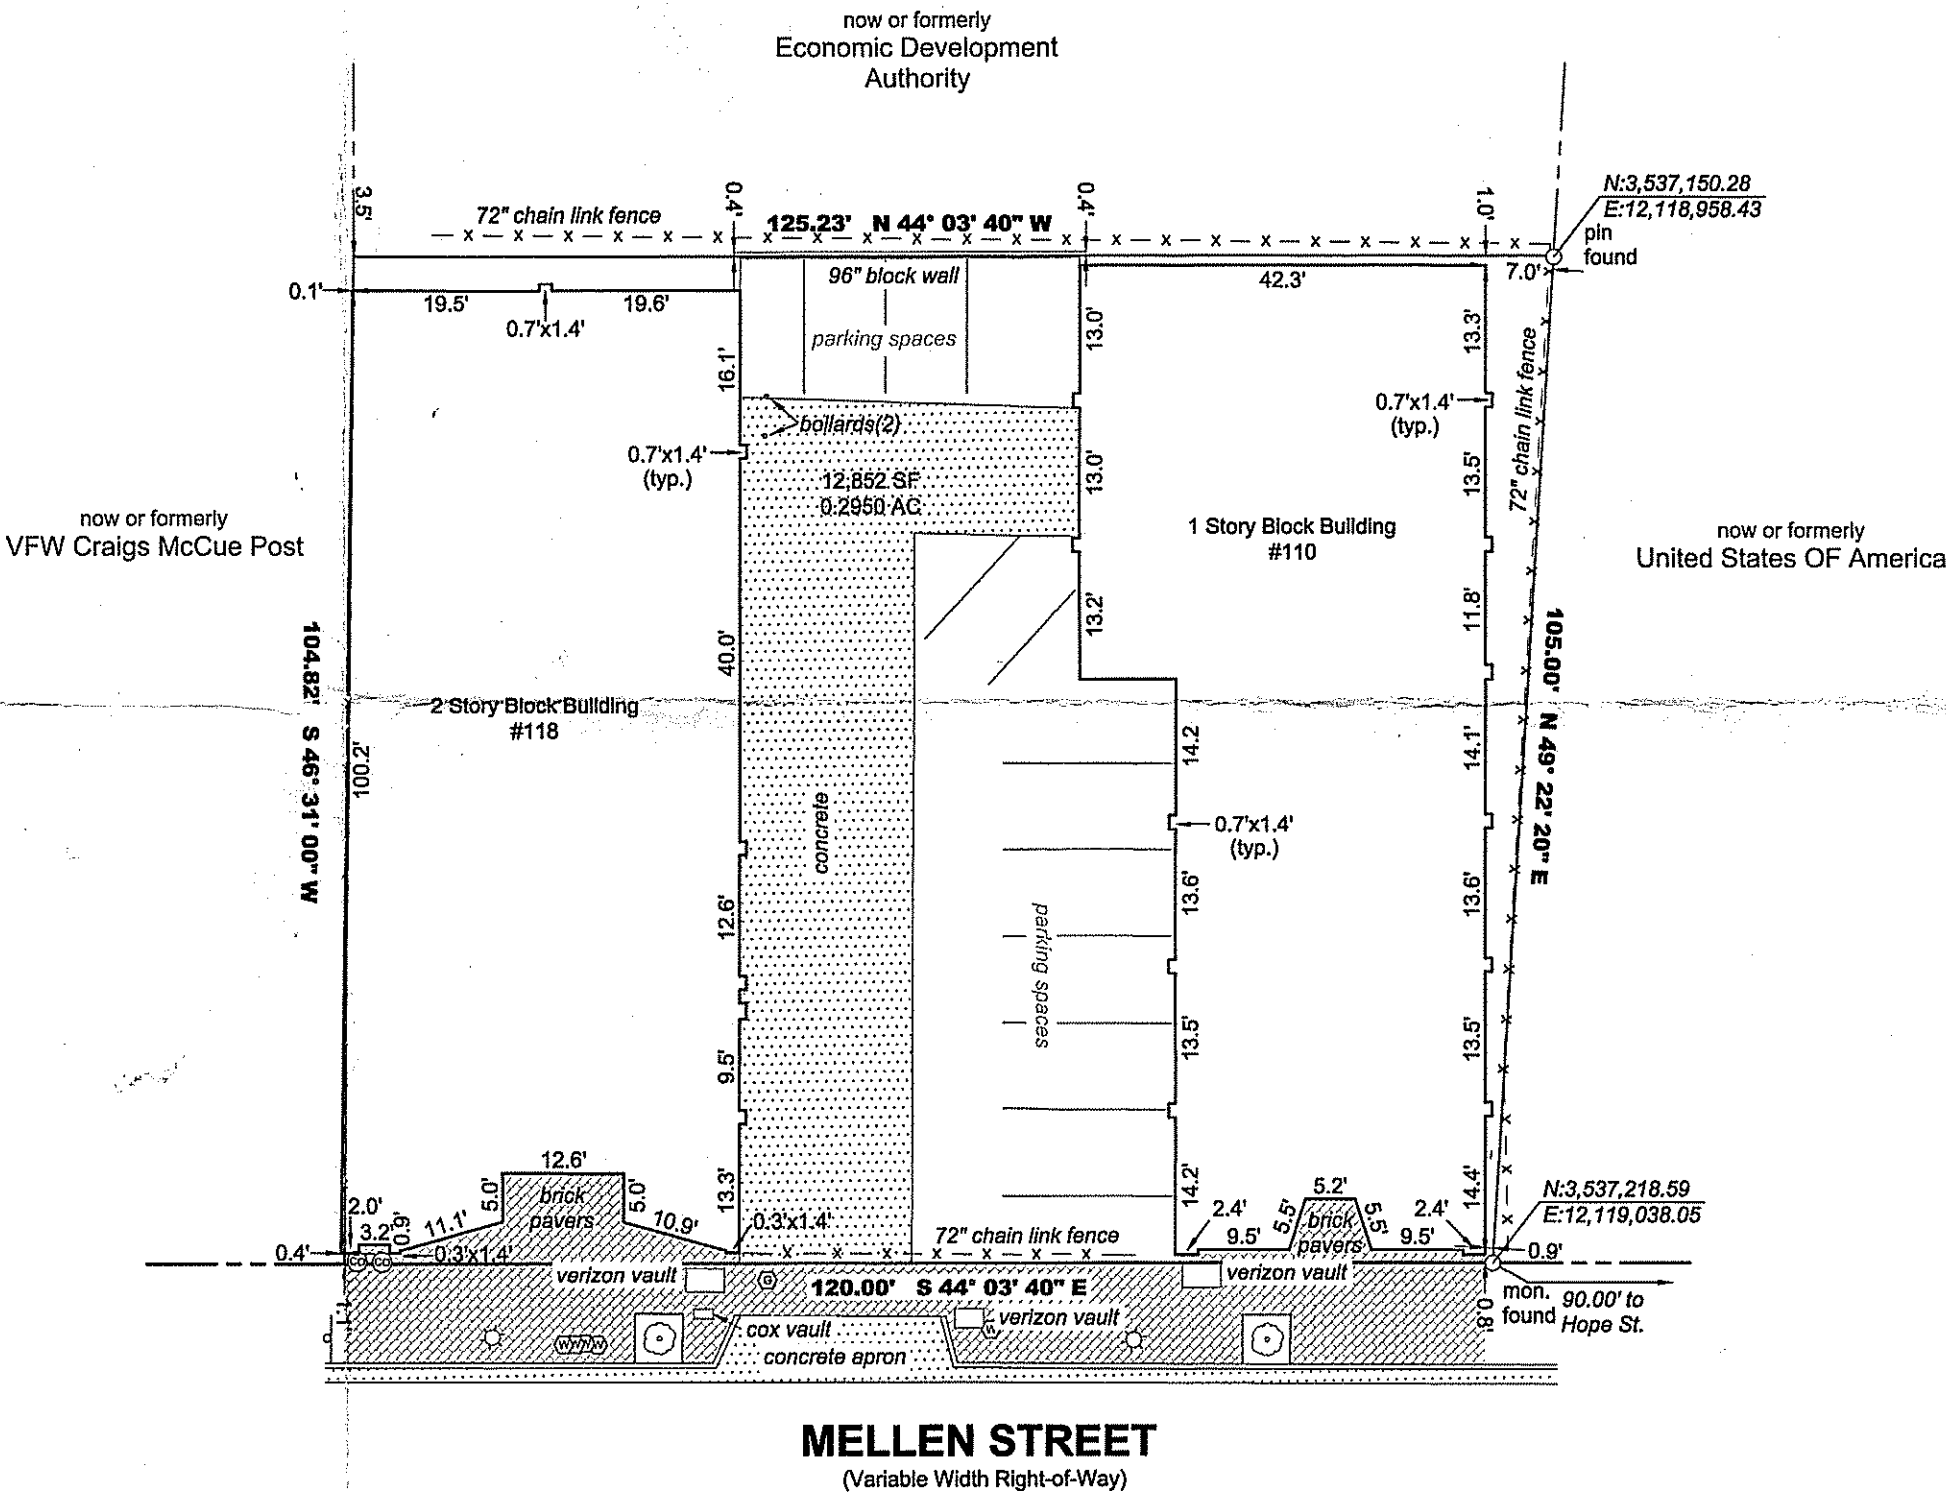 now or formerly
Economic Development
Authority
N:3,537,150.28
E:12,118,958.43
pin
found
3.5'
72" chain link fence
0.4'
125.23' N 44° 03' 40" W
0.4'
1.0'
96" block wall
42.3'
7.0'
0.1'
19.5'
19.6'
0.7'x1.4'
parking spaces
16.1'
13.0'
13.3'
72" chain link fence
bollards(2)
0.7'x1.4'
(typ.)
0.7'x1.4'
(typ.)
12,852 SF
0.2950 AC
13.0'
13.5'
now or formerly
VFW Craigs McCue Post
1 Story Block Building
#110
now or formerly
United States OF America
104.82' S 46° 31' 00" W
40.0'
13.2'
11.8'
105.00' N 49° 22' 20" E
2 Story Block Building
#118
100.2'
14.2
14.1'
concrete
0.7'x1.4'
(typ.)
12.6'
parking spaces
13.6'
13.6'
9.5'
13.5'
13.5'
12.6'
5.0'
brick
pavers
5.0'
13.3'
14.2'
5.2'
14.4'
N:3,537,218.59
E:12,119,038.05
2.0'
3.2'
0.9'
11.1'
10.9'
0.3'x1.4'
2.4'
9.5'
5.5'
brick
pavers
5.5'
9.5'
2.4'
0.4'
0.3'x1.4'
72" chain link fence
0.9'
CO
CO
verizon vault
G
120.00' S 44° 03' 40" E
verizon vault
mon.
found
90.00' to
Hope St.
0.8'
1.1'
cox vault
verizon vault
W
WWWW
concrete apron
MELLEN STREET
(Variable Width Right-of-Way)